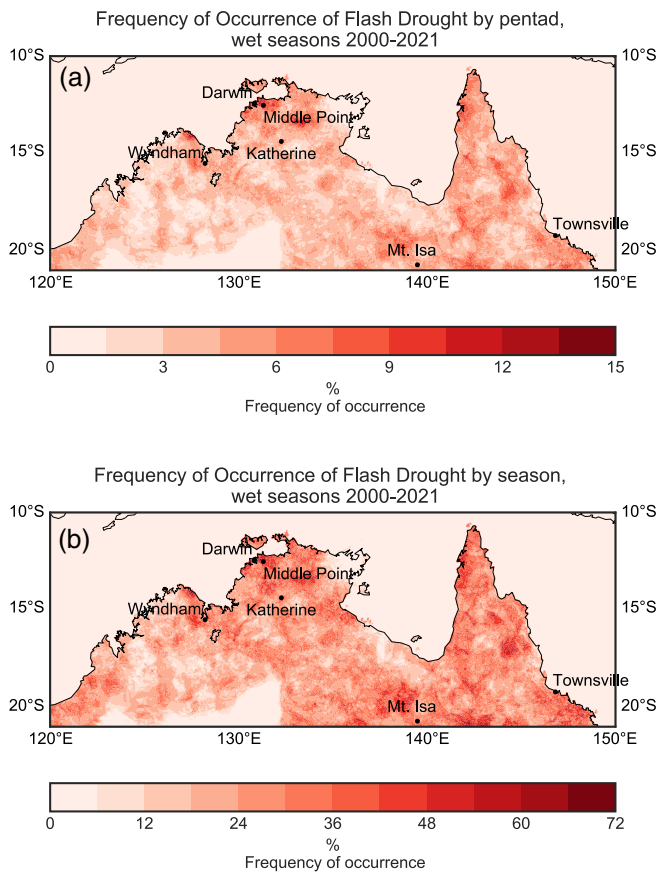 Frequency of Occurrence of Flash Drought by pentad,
wet seasons 2000-2021
10°S
(a)
10°S
Darwin
Middle Point
15°S
Wyndham
Katherine
15°S
Townsville
20°S
Mt. Isa
20°S
120°E
130°E
140°E
150°E
0
3
6
9
12
15
%
Frequency of occurrence
Frequency of Occurrence of Flash Drought by season,
wet seasons 2000-2021
10°S
(b)
10°S
Darwin
Middle Point
15°S
Wyndham
Katherine
15°S
Townsville
20°S
Mt. Isa
20°S
120°E
130°E
140°E
150°E
0
12
24
36
48
60
72
%
Frequency of occurrence